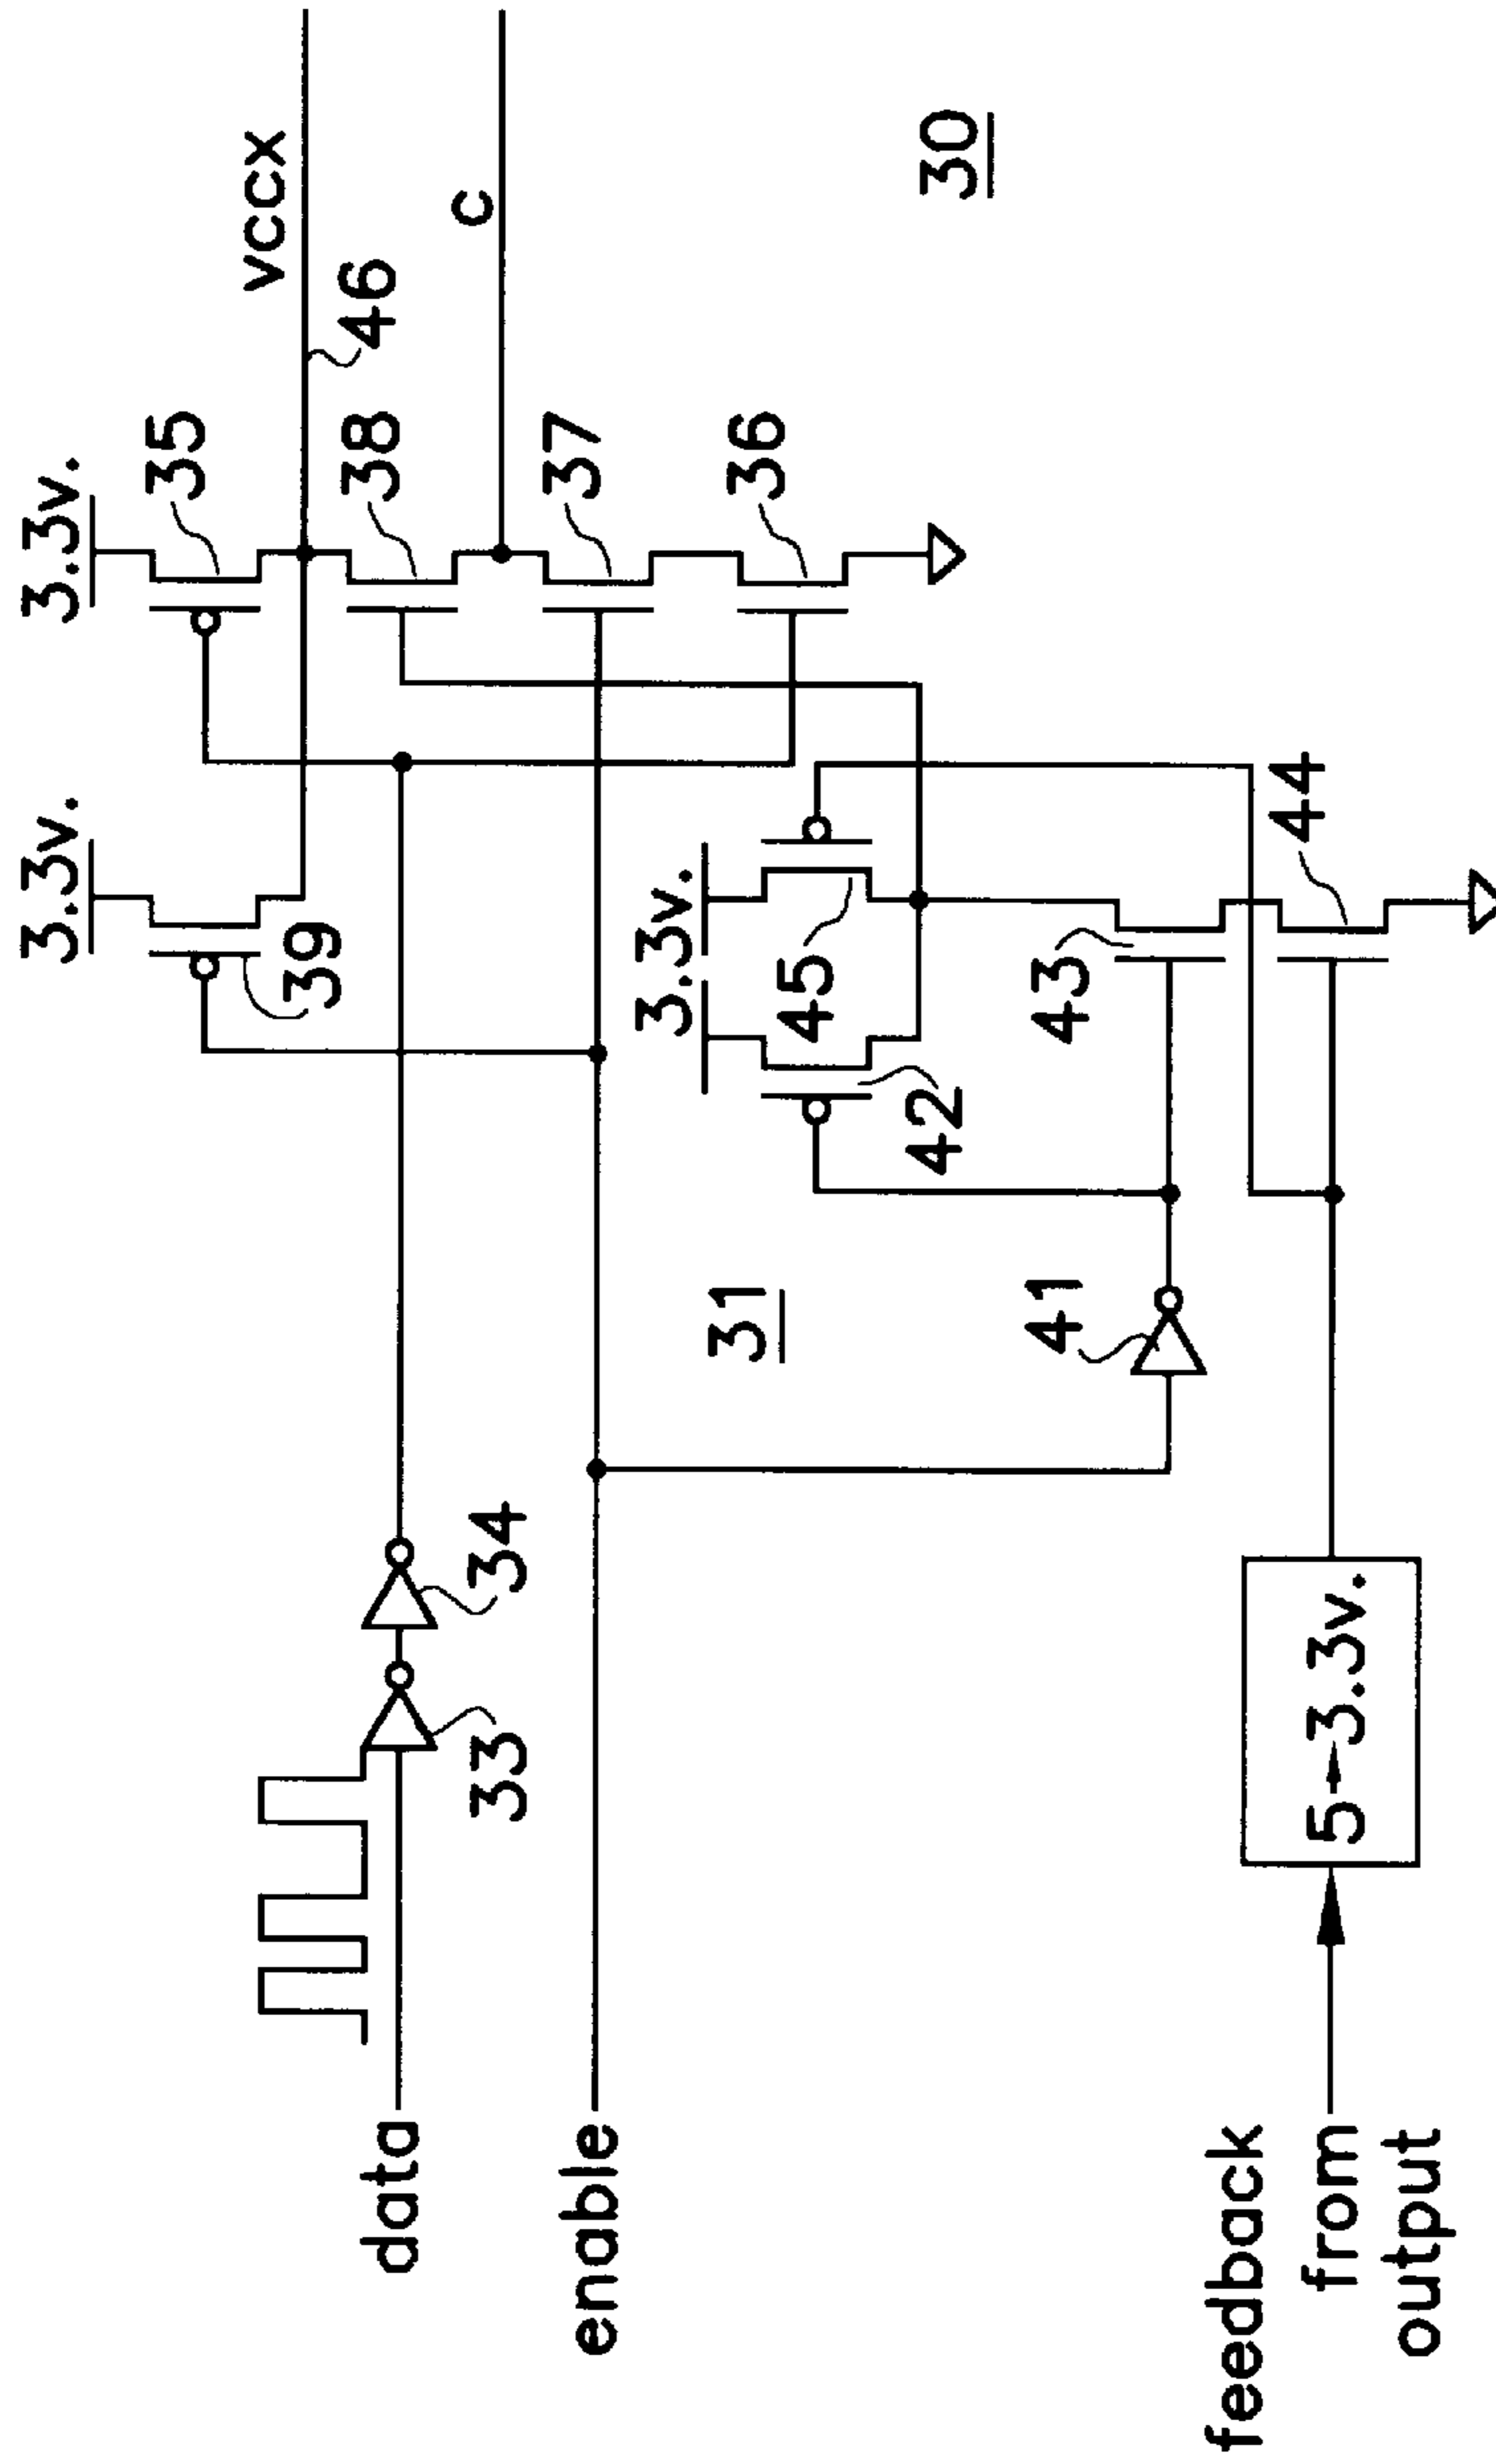 3.3v.
3.3v.
39
35
vccx
46
data
33
34
38
c
enable
37
3.3v.
31
42
45
36
30
41
43
feedback
from
output
5→3.3v.
44